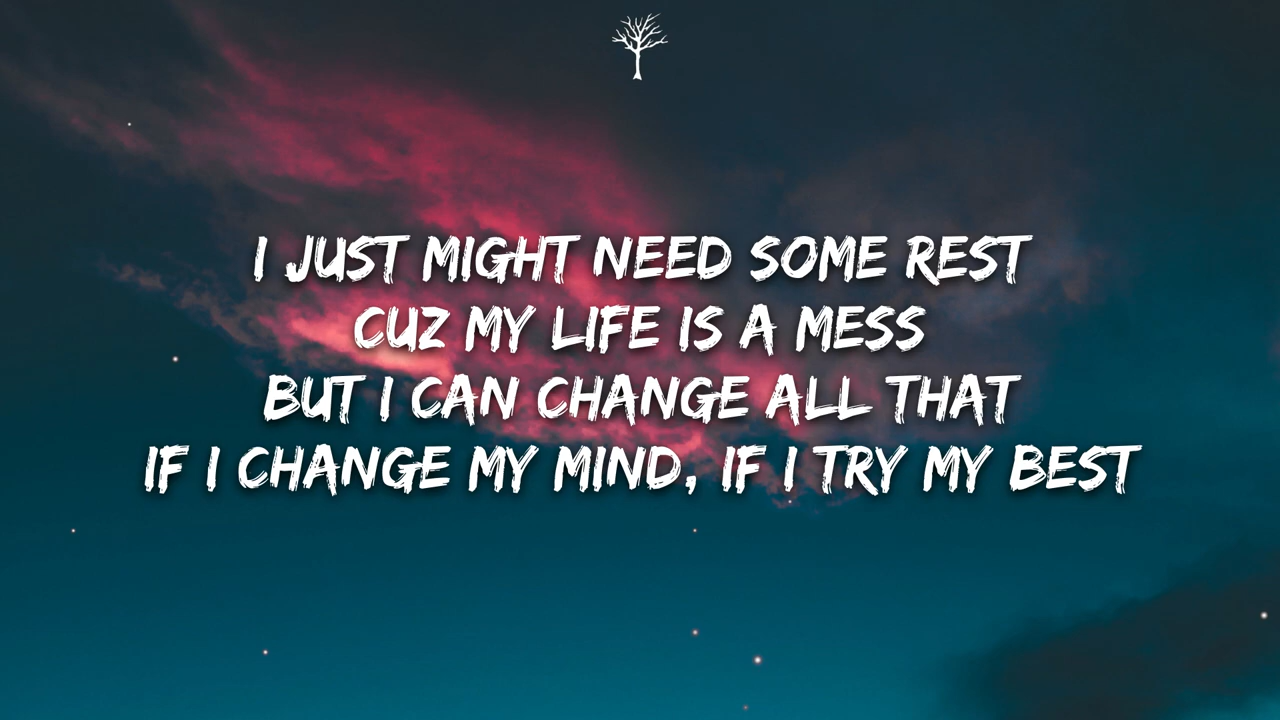 I JUST MIGHT NEED SOME REST
CUZ MY LIFE IS A MESS
BUT I CAN CHANGE ALL THAT
IF I CHANGE MY MIND, IF I TRY MY BEST